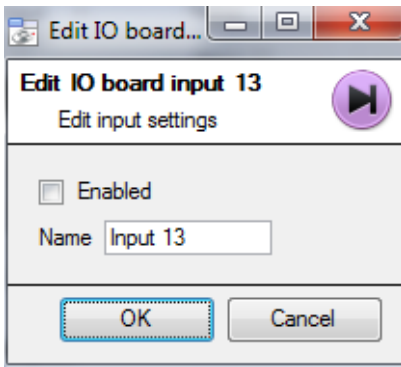 Edit IO board...
Edit IO board input 13
Edit input settings
Enabled
Name Input 13
OK Cancel